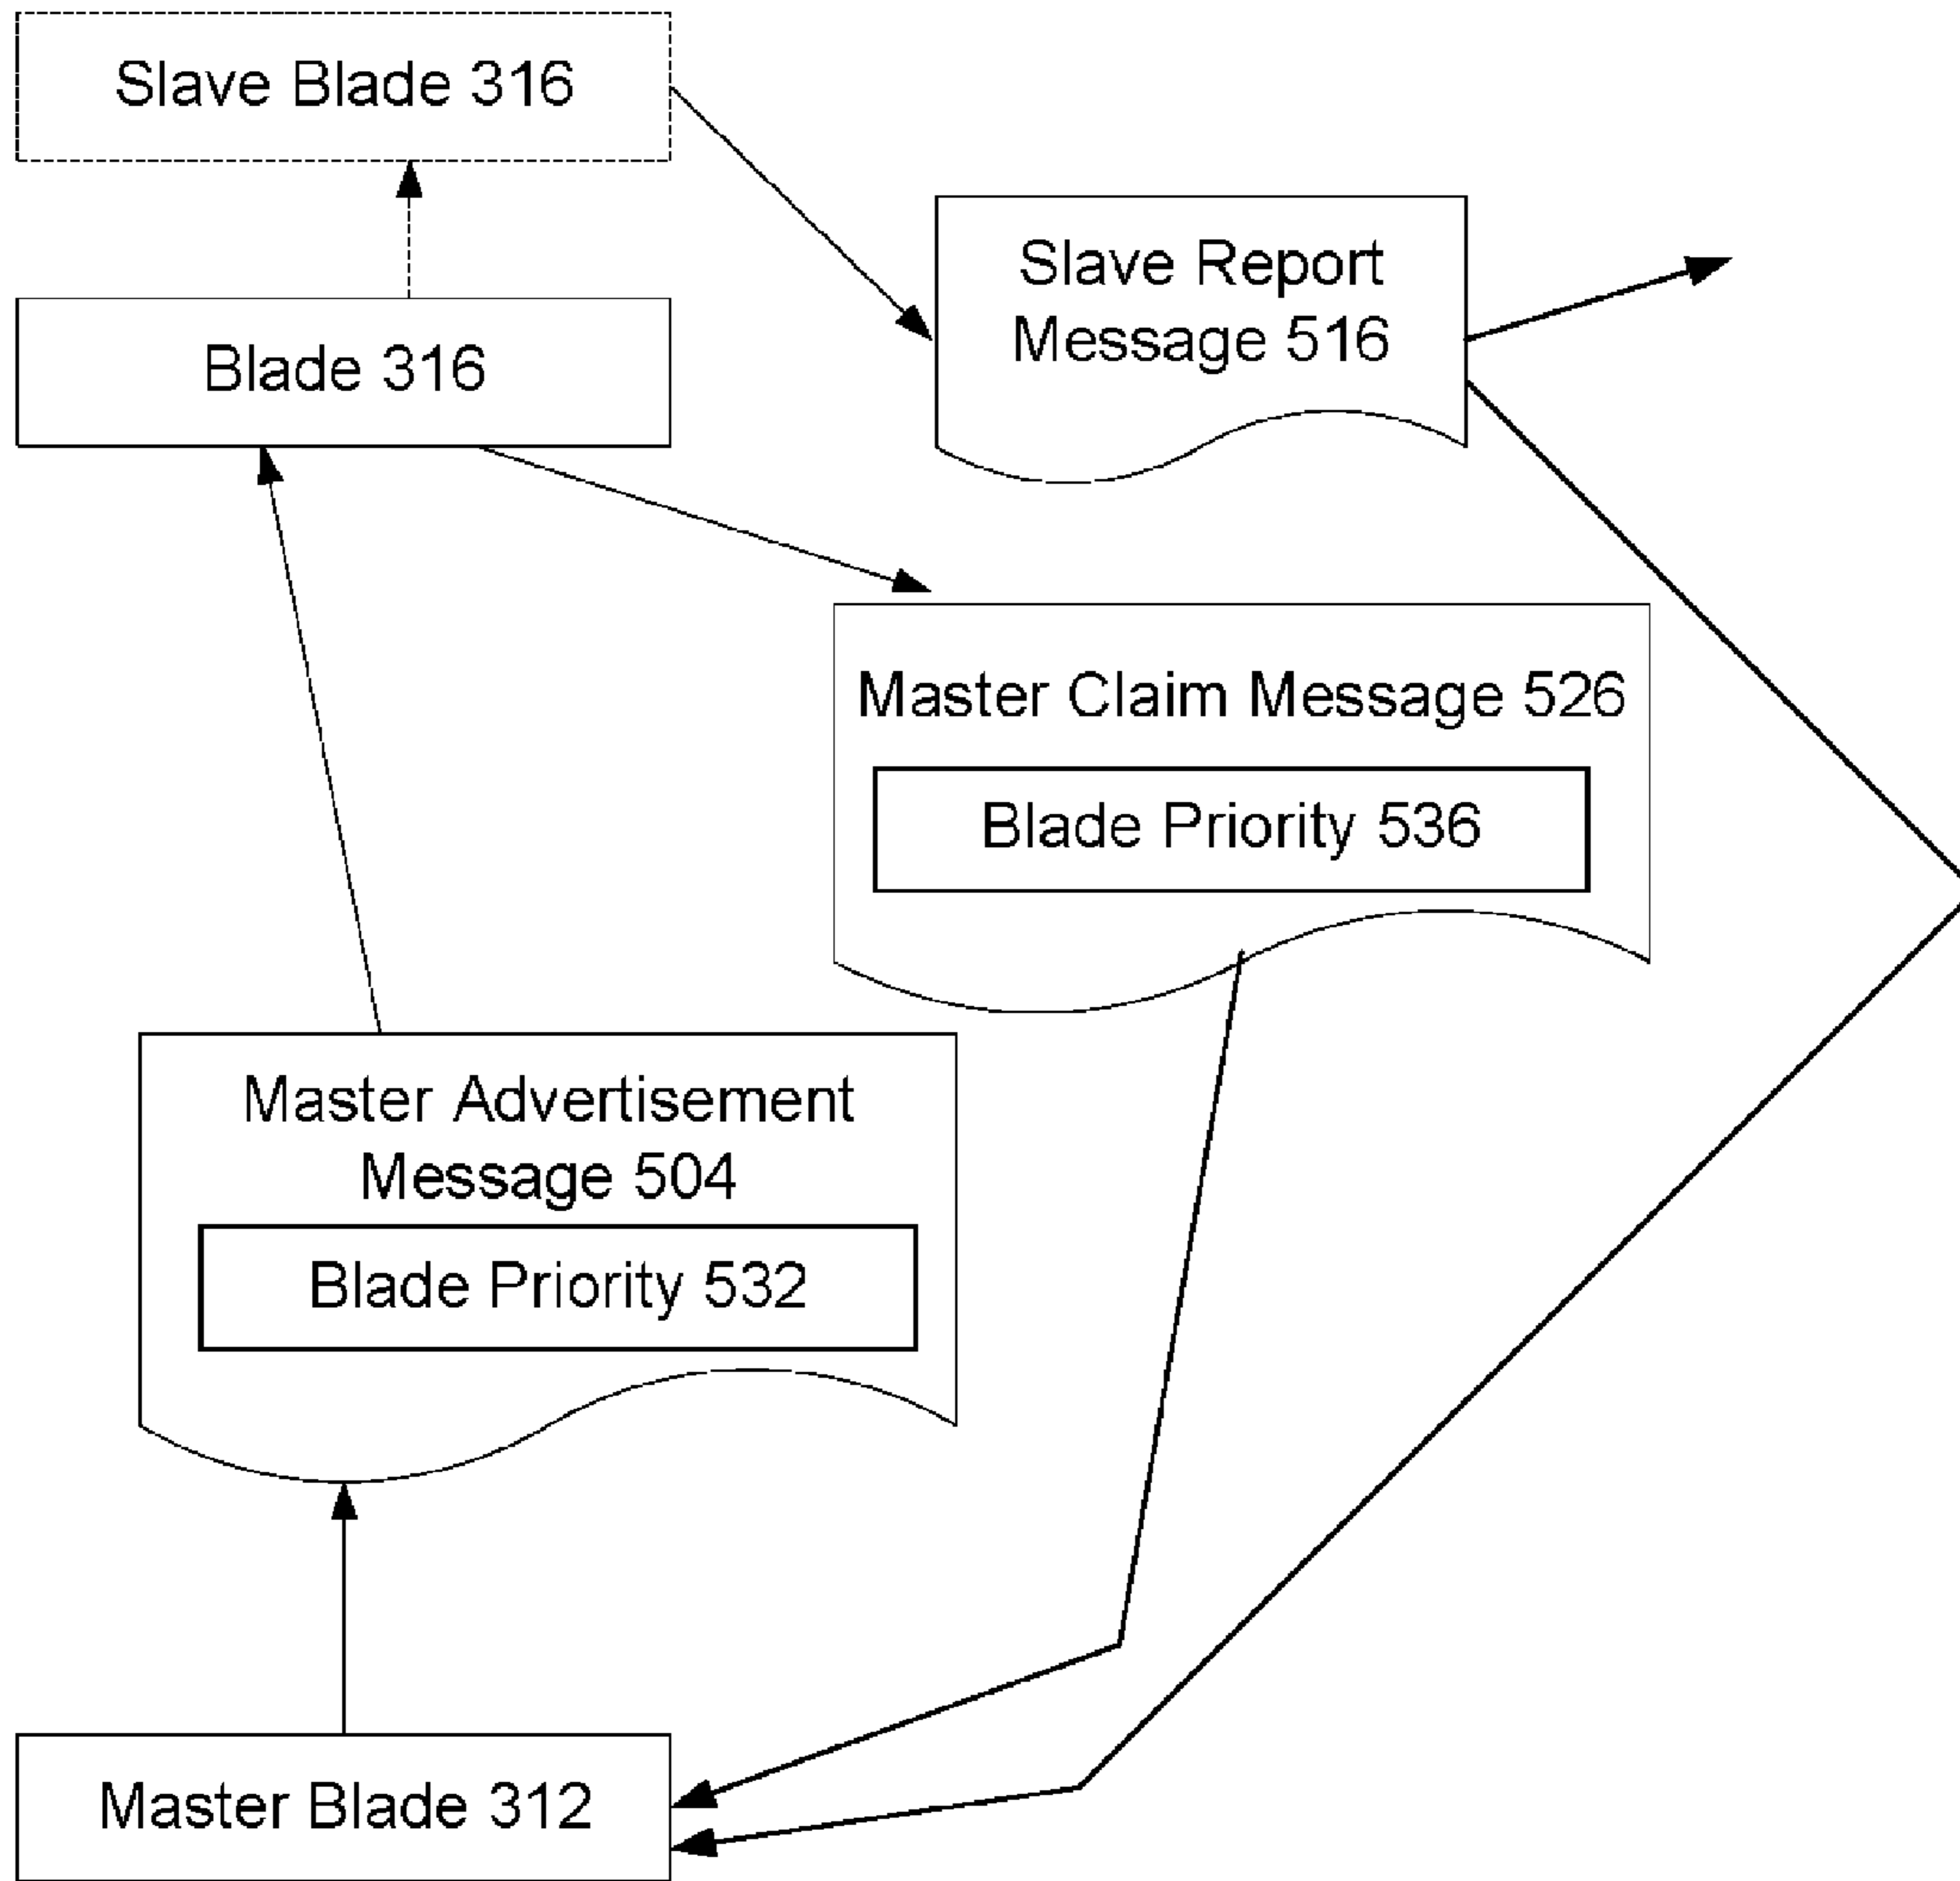 Slave Blade 316
Slave Report
Message 516
Blade 316
Master Claim Message 526
Blade Priority 536
Master Advertisement
Message 504
Blade Priority 532
Master Blade 312